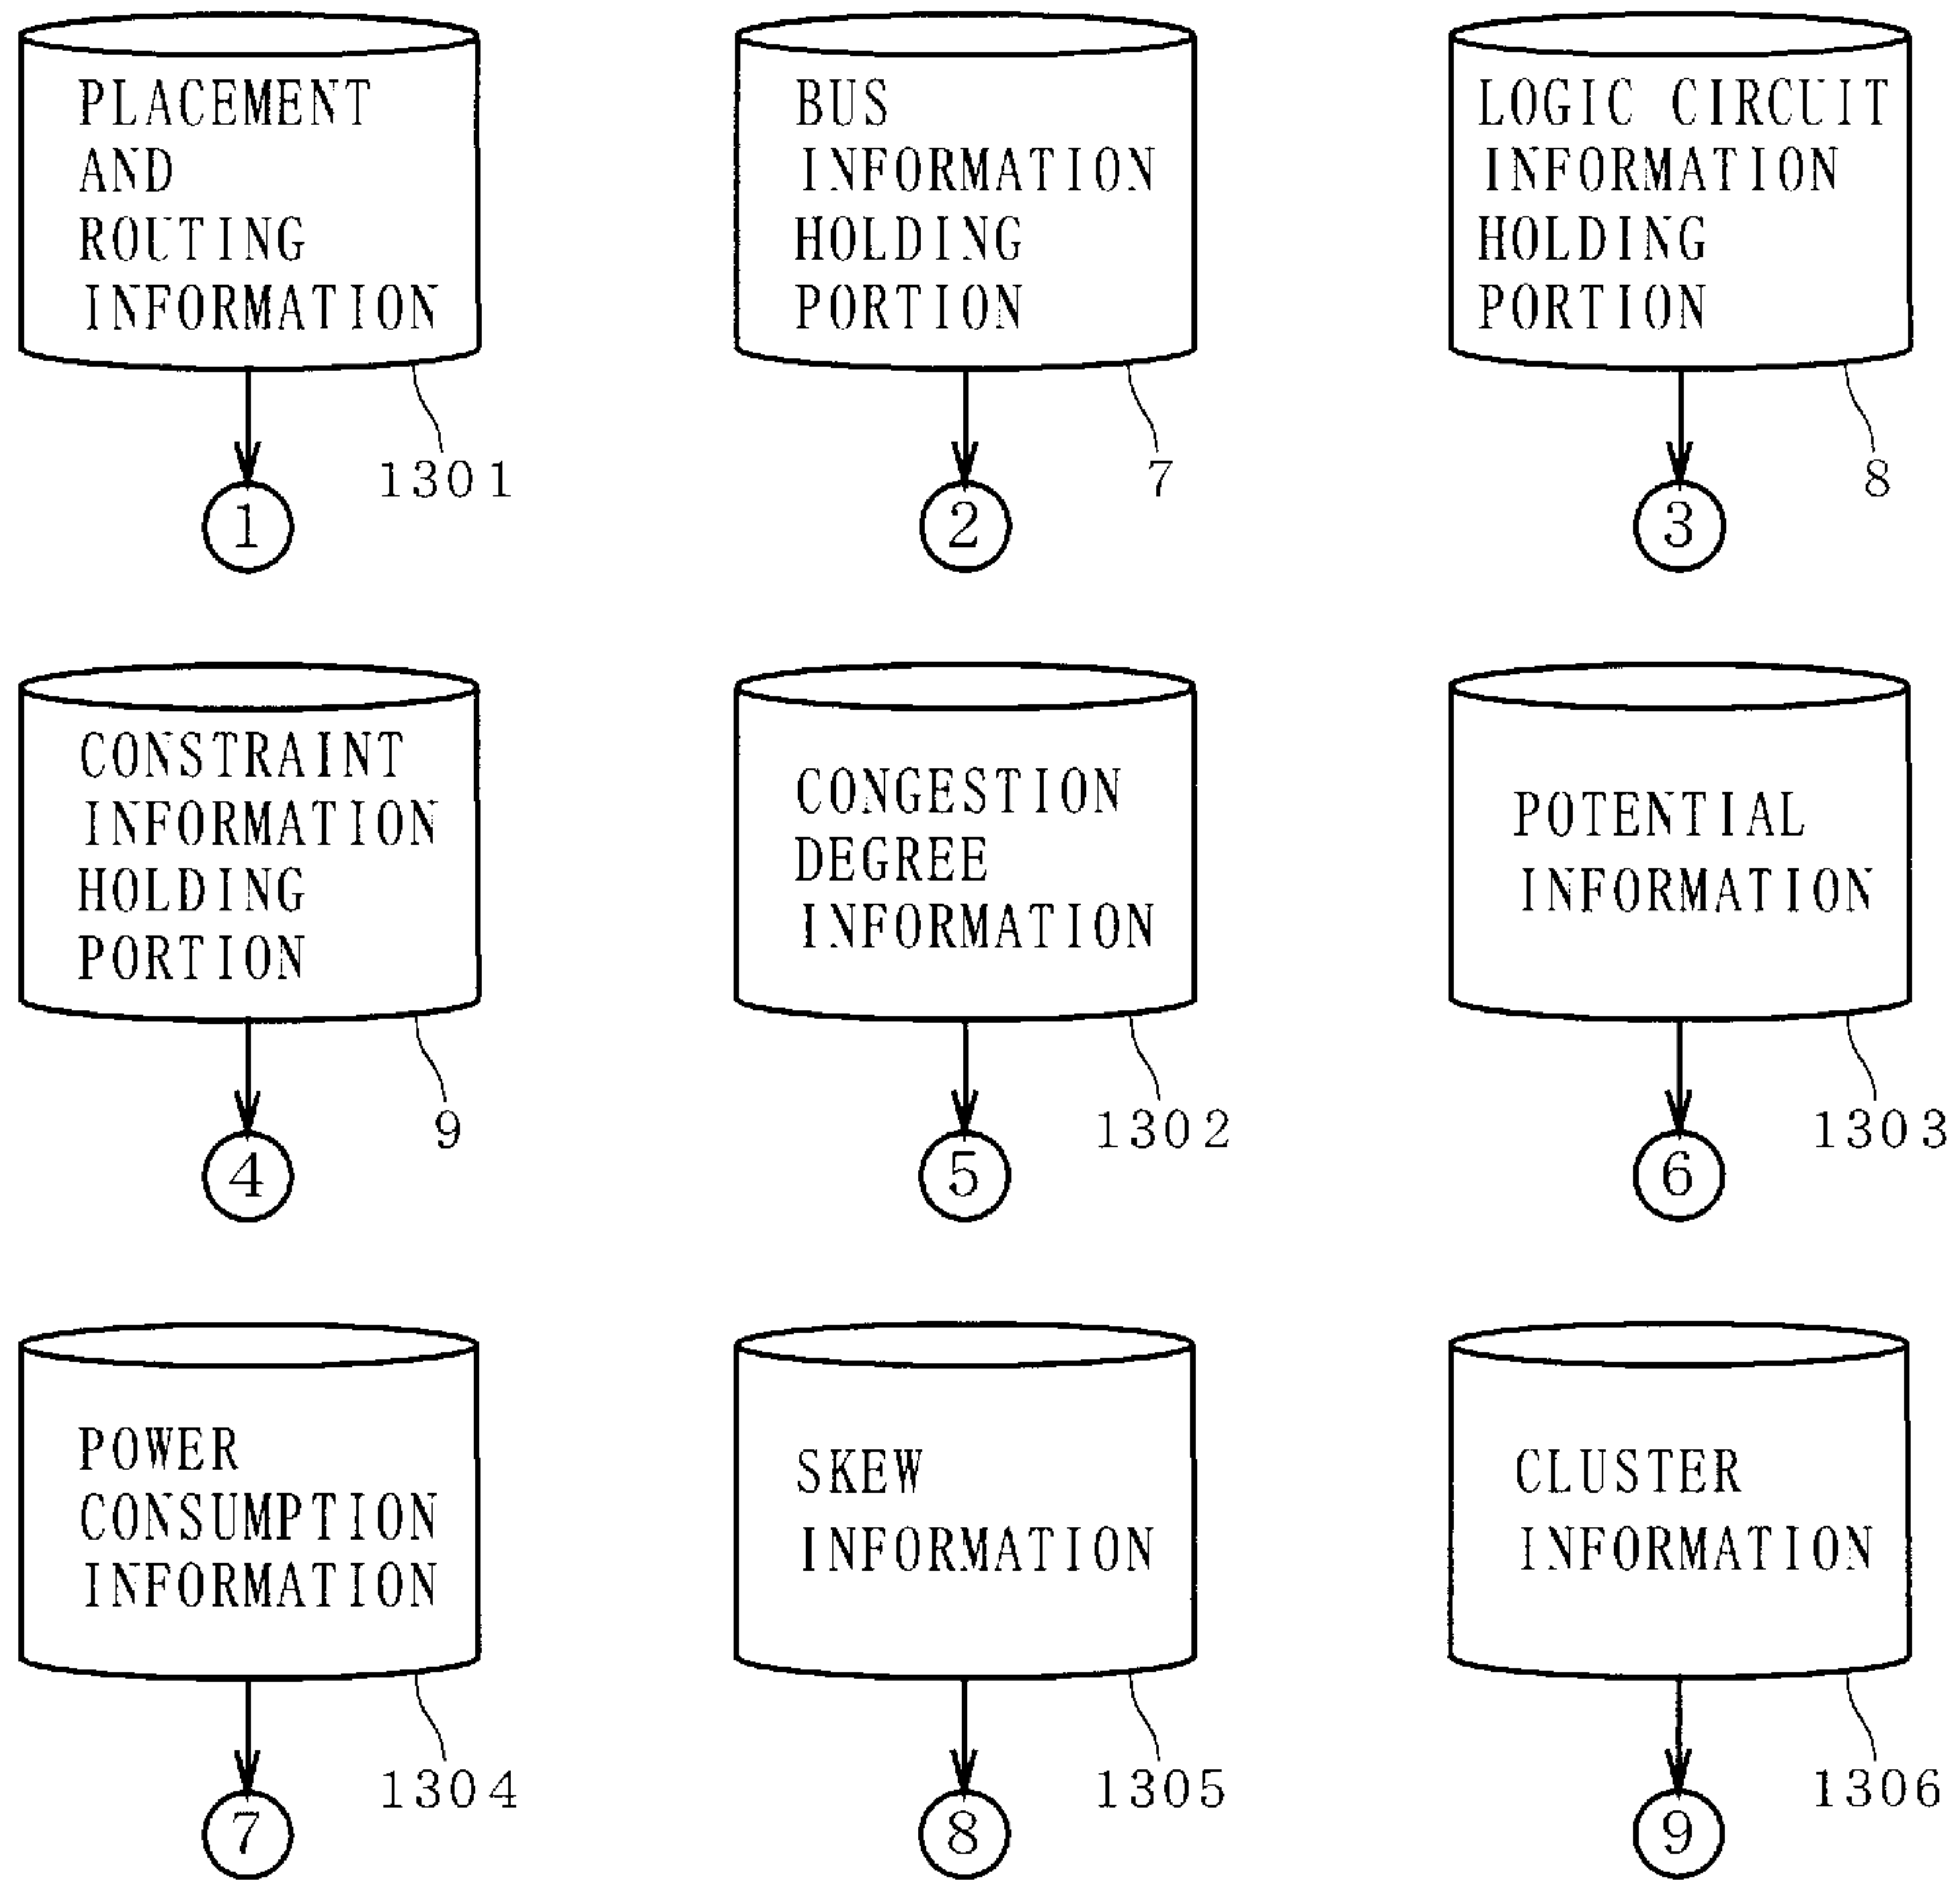 PLACEMENT
AND
ROUTING
INFORMATION
1301
1
BUS
INFORMATION
HOLDING
PORTION
7
2
LOGIC CIRCUIT
INFORMATION
HOLDING
PORTION
8
3
CONSTRAINT
INFORMATION
HOLDING
PORTION
9
4
CONGESTION
DEGREE
INFORMATION
1302
5
POTENTIAL
INFORMATION
1303
6
POWER
CONSUMPTION
INFORMATION
1304
7
SKEW
INFORMATION
1305
8
CLUSTER
INFORMATION
1306
9